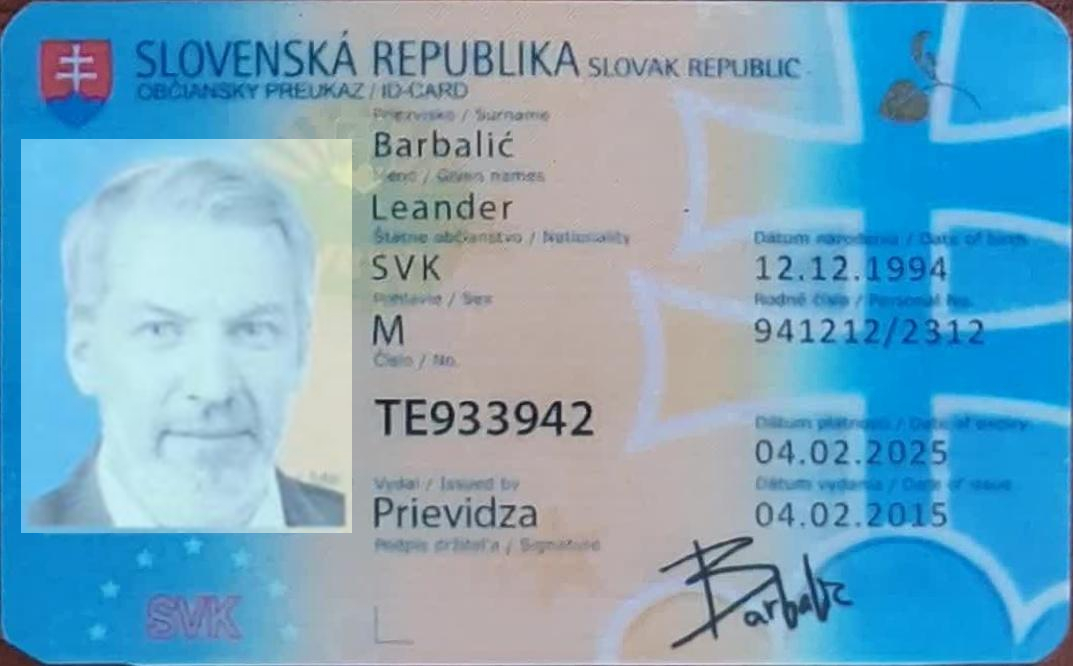 SLOVENSKÁ REPUBLIKA SLOVAK REPUBLIC
OBČIANSKY PREUKAZ / ID-CARD
Priezvisko / Surname
Barbalić
Meno / Given names
Leander
Štátne občianstvo / Nationality
SVK
Dátum narodenia / Date of birth
12.12.1994
Pohlavie / Sex
M
Rodné číslo / Personal No.
941212/2312
Číslo / No.
TE933942
Dátum platnosti / Date of expiry
04.02.2025
Vydal / Issued by
Prievidza
Dátum vydania / Date of issue
04.02.2015
Podpis držiteľa / Signature
Barbalić
SVK